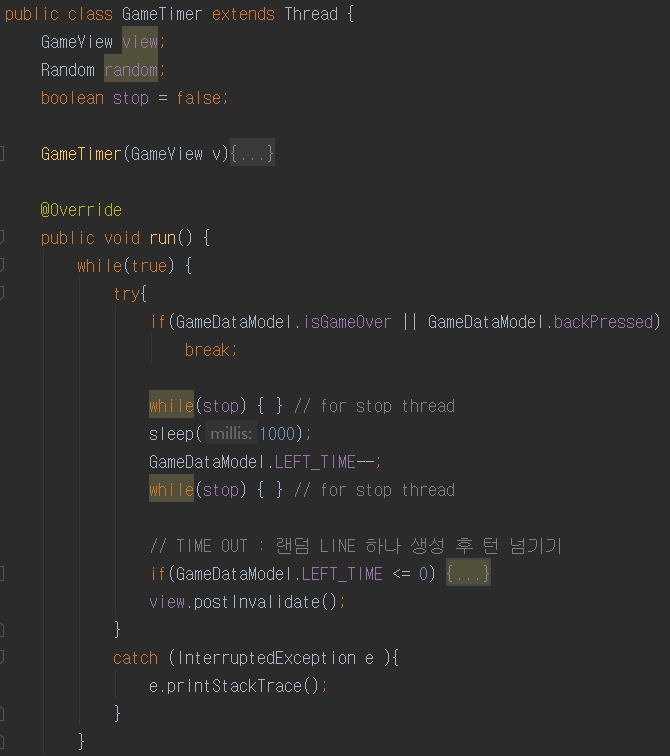 public class GameTimer extends Thread {
GameView view;
Random random;
boolean stop = false;
GameTimer(GameView v){...}
@Override
public void run() {
while(true) {
try{
if(GameDataModel.isGameOver || GameDataModel.backPressed)
break;
while(stop) { } // for stop thread
sleep( millis: 1000);
GameDataModel.LEFT_TIME--;
while(stop) { } // for stop thread
// TIME OUT : 랜덤 LINE 하나 생성 후 턴 넘기기
if(GameDataModel.LEFT_TIME <= 0) {...}
view.postInvalidate();
}
catch (InterruptedException e ){
e.printStackTrace();
}
}